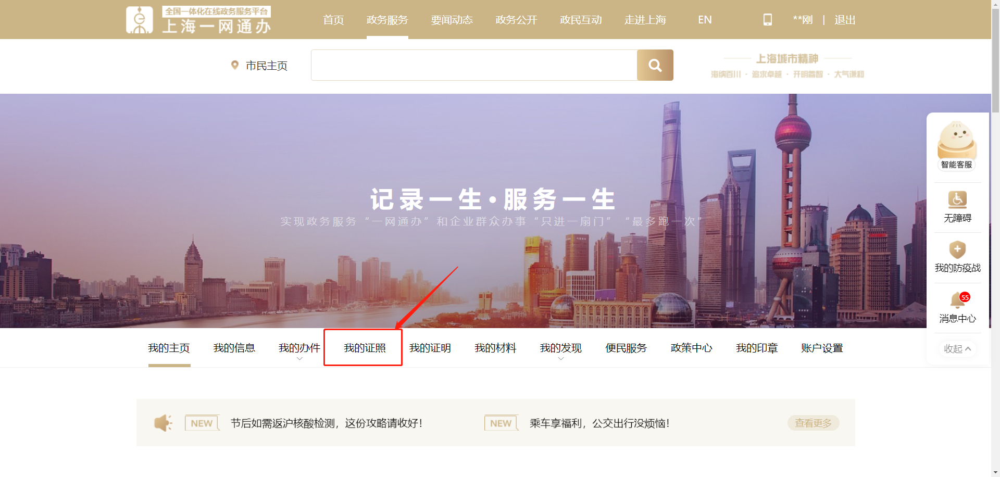 全国一体化在线政务服务平台
上海一网通办
首页 政务服务 要闻动态 政务公开 政民互动 走进上海 EN **刚 | 退出
市民主页
上海城市精神
海纳百川 · 追求卓越 · 开明睿智 · 大气谦和
记录一生·服务一生
实现政务服务“一网通办”和企业群众办事“只进一扇门”“最多跑一次”
智能客服
无障碍
我的防疫战
55
消息中心
收起
我的主页 我的信息 我的办件 我的证照 我的证明 我的材料 我的发现 便民服务 政策中心 我的印章 账户设置
NEW 节后如需返沪核酸检测，这份攻略请收好！ NEW 乘车享福利，公交出行没烦恼！ 查看更多